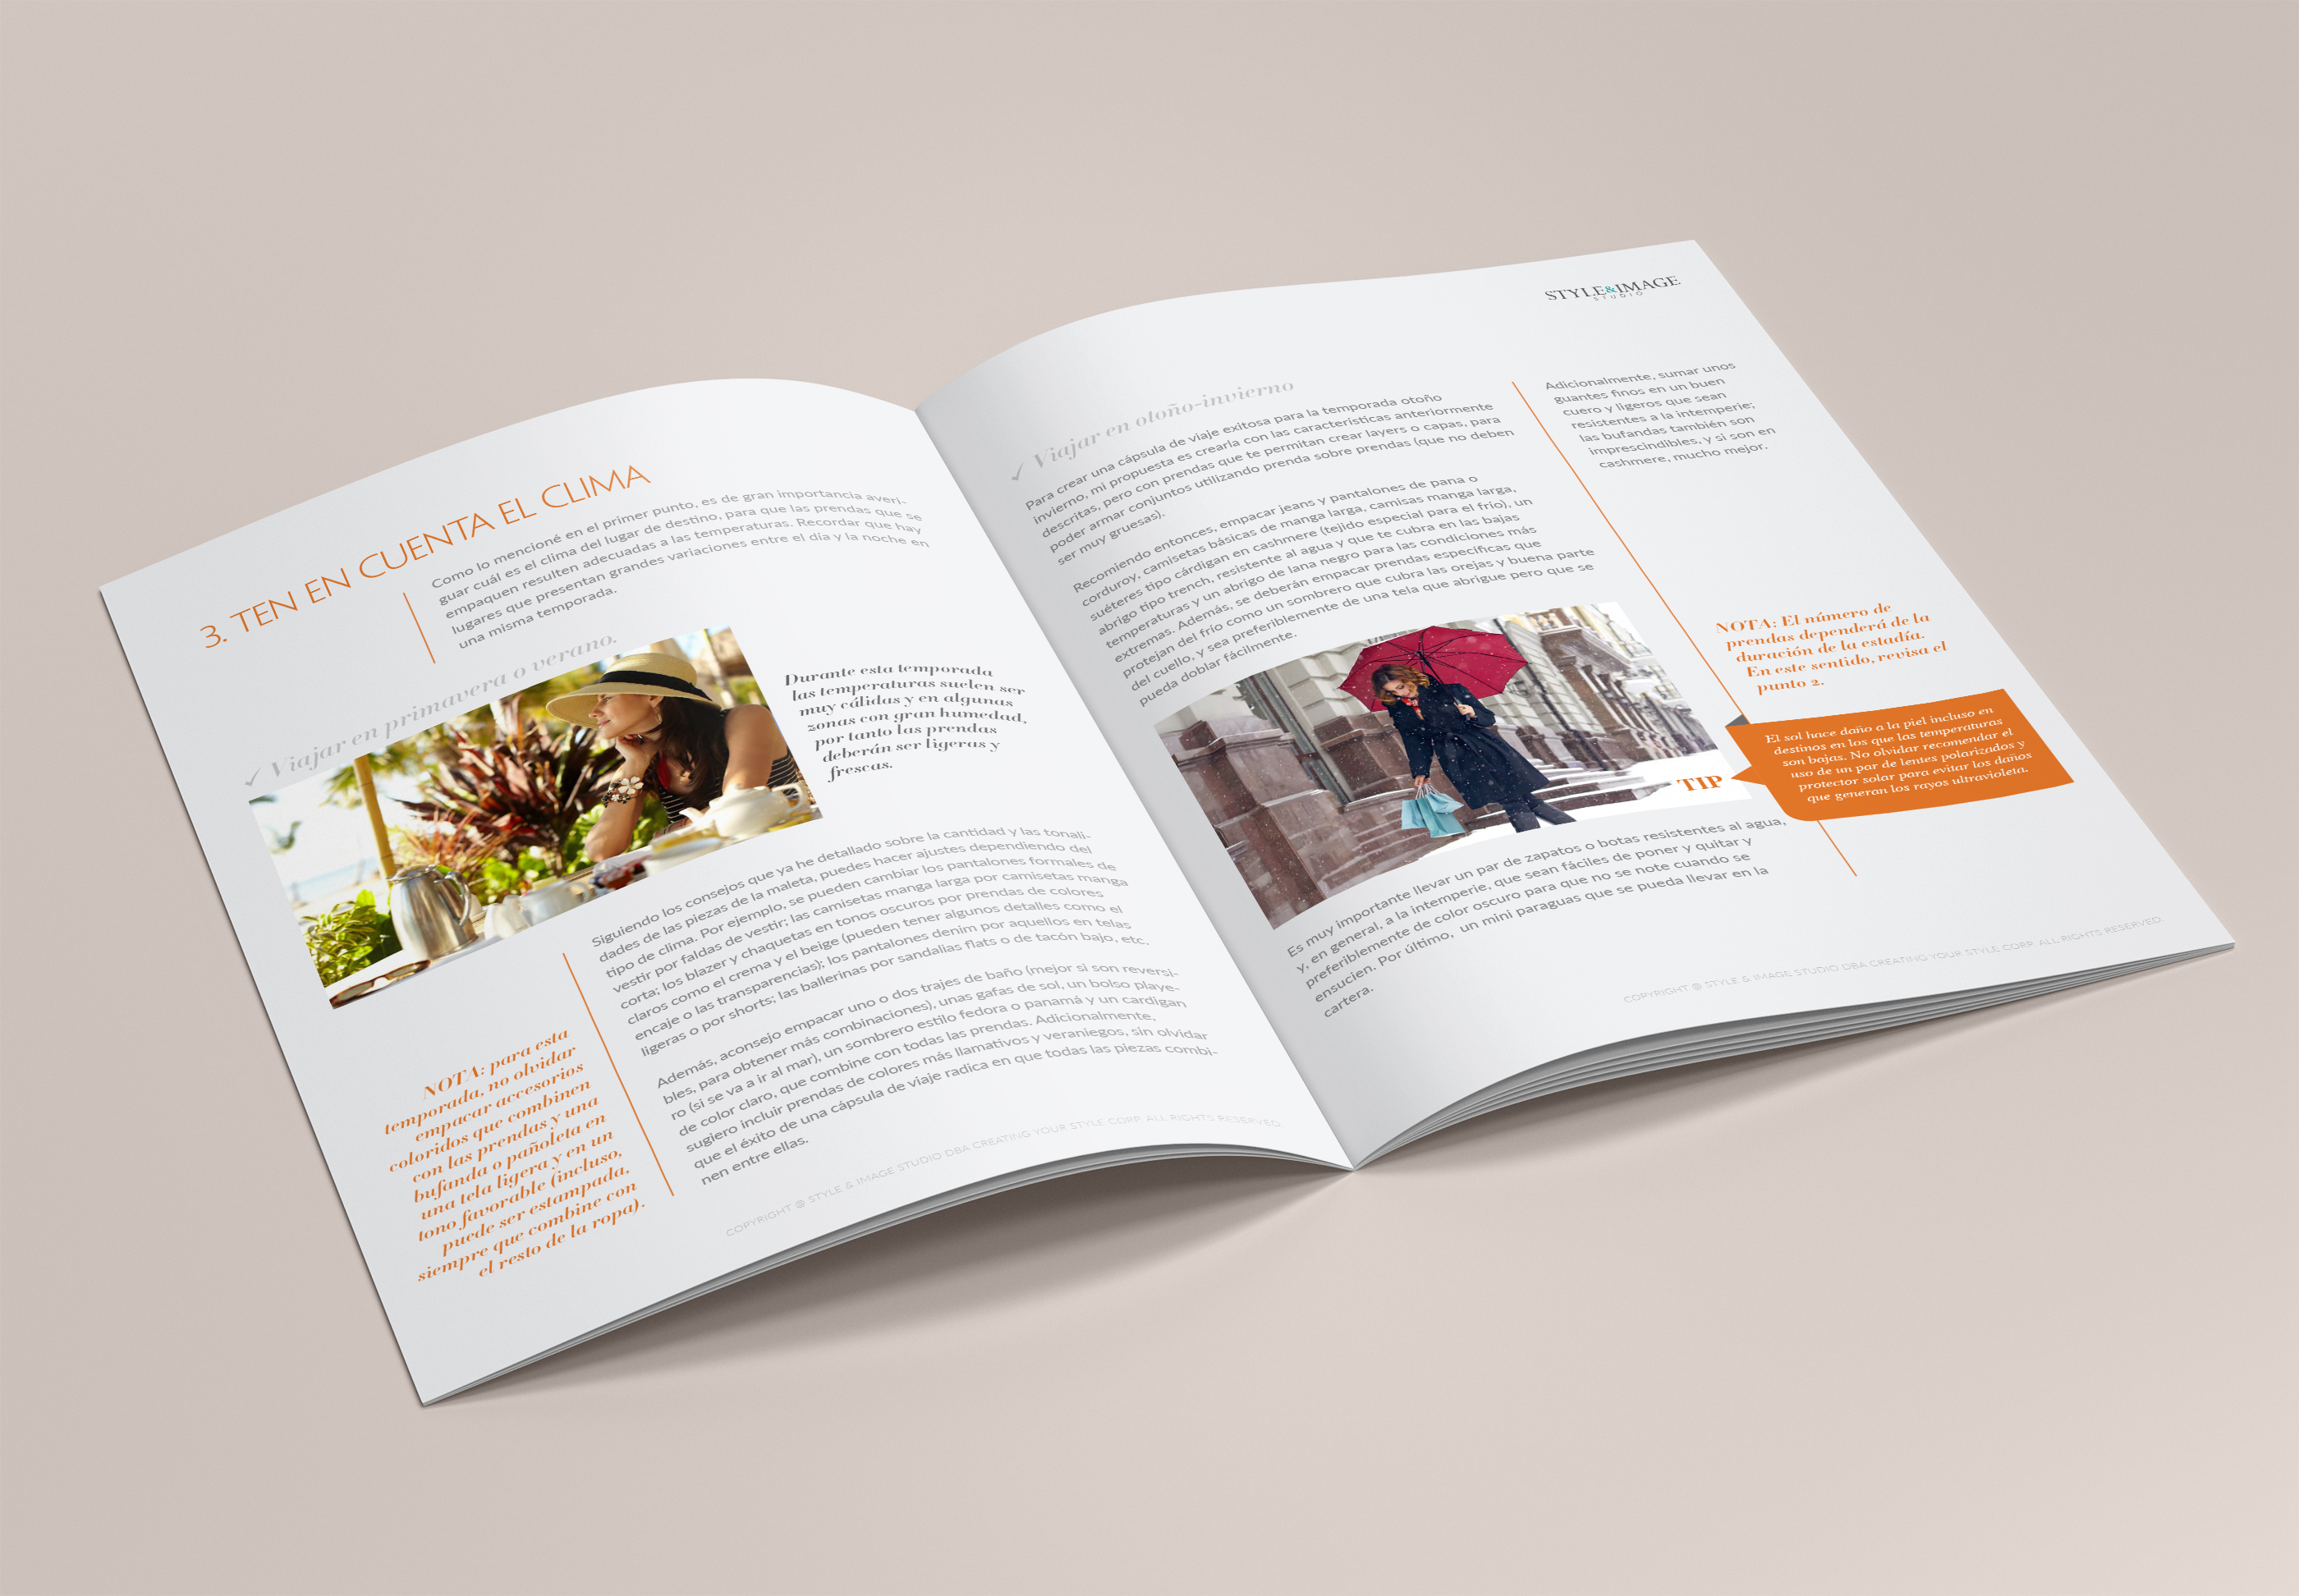 3. TEN EN CUENTA EL CLIMA
Como lo mencioné en el primer punto, es de gran importancia averi-
guar cuál es el clima del lugar de destino, para que las prendas que se
empaquen resulten adecuadas a las temperaturas. Recordar que hay
lugares que presentan grandes variaciones entre el día y la noche en
una misma temporada.
✓ Viajar en primavera o verano.
Durante esta temporada
las temperaturas suelen ser
muy cálidas y en algunas
zonas con gran humedad,
por tanto las prendas
deberán ser ligeras y
frescas.
Siguiendo los consejos que ya he detallado sobre la cantidad y las tonali-
dades de las piezas de la maleta, puedes hacer ajustes dependiendo del
tipo de clima. Por ejemplo, se pueden cambiar los pantalones formales de
vestir por faldas de vestir; las camisetas manga larga por camisetas manga
corta; los blazer y chaquetas en tonos oscuros por prendas de colores
claros como el crema y el beige (pueden tener algunos detalles como el
encaje o las transparencias); los pantalones denim por aquellos en telas
ligeras o por shorts; las ballerinas por sandalias flats o de tacón bajo, etc.
Además, aconsejo empacar uno o dos trajes de baño (mejor si son reversi-
bles, para obtener más combinaciones), unas gafas de sol, un bolso playe-
ro (si se va a ir al mar), un sombrero estilo fedora o panamá y un cardigan
de color claro, que combine con todas las prendas. Adicionalmente,
sugiero incluir prendas de colores más llamativos y veraniegos, sin olvidar
que el éxito de una cápsula de viaje radica en que todas las piezas combi-
nen entre ellas.
NOTA: para esta
temporada, no olvidar
empacar accesorios
coloridos que combinen
con las prendas y una
bufanda o pañoleta en
una tela ligera y en un
tono favorable (incluso,
puede ser estampada,
siempre que combine con
el resto de la ropa).
COPYRIGHT @ STYLE & IMAGE STUDIO DBA CREATING YOUR STYLE CORP. ALL RIGHTS RESERVED.
STYLE&IMAGE
STUDIO
✓ Viajar en otoño-invierno
Para crear una cápsula de viaje exitosa para la temporada otoño
invierno, mi propuesta es crearla con las características anteriormente
descritas, pero con prendas que te permitan crear layers o capas, para
poder armar conjuntos utilizando prenda sobre prendas (que no deben
ser muy gruesas).
Recomiendo entonces, empacar jeans y pantalones de pana o
corduroy, camisetas básicas de manga larga, camisas manga larga,
suéteres tipo cárdigan en cashmere (tejido especial para el frío), un
abrigo tipo trench, resistente al agua y que te cubra en las bajas
temperaturas y un abrigo de lana negro para las condiciones más
extremas. Además, se deberán empacar prendas específicas que
protejan del frío como un sombrero que cubra las orejas y buena parte
del cuello, y sea preferiblemente de una tela que abrigue pero que se
pueda doblar fácilmente.
Es muy importante llevar un par de zapatos o botas resistentes al agua,
y, en general, a la intemperie, que sean fáciles de poner y quitar y
preferiblemente de color oscuro para que no se note cuando se
ensucien. Por último, un mini paraguas que se pueda llevar en la
cartera.
Adicionalmente, sumar unos
guantes finos en un buen
cuero y ligeros que sean
resistentes a la intemperie;
las bufandas también son
imprescindibles, y si son en
cashmere, mucho mejor.
NOTA: El número de
prendas dependerá de la
duración de la estadía.
En este sentido, revisa el
punto 2.
TIP
El sol hace daño a la piel incluso en
destinos en los que las temperaturas
son bajas. No olvidar recomendar el
uso de un par de lentes polarizados y
protector solar para evitar los daños
que generan los rayos ultravioleta.
COPYRIGHT @ STYLE & IMAGE STUDIO DBA CREATING YOUR STYLE CORP. ALL RIGHTS RESERVED.